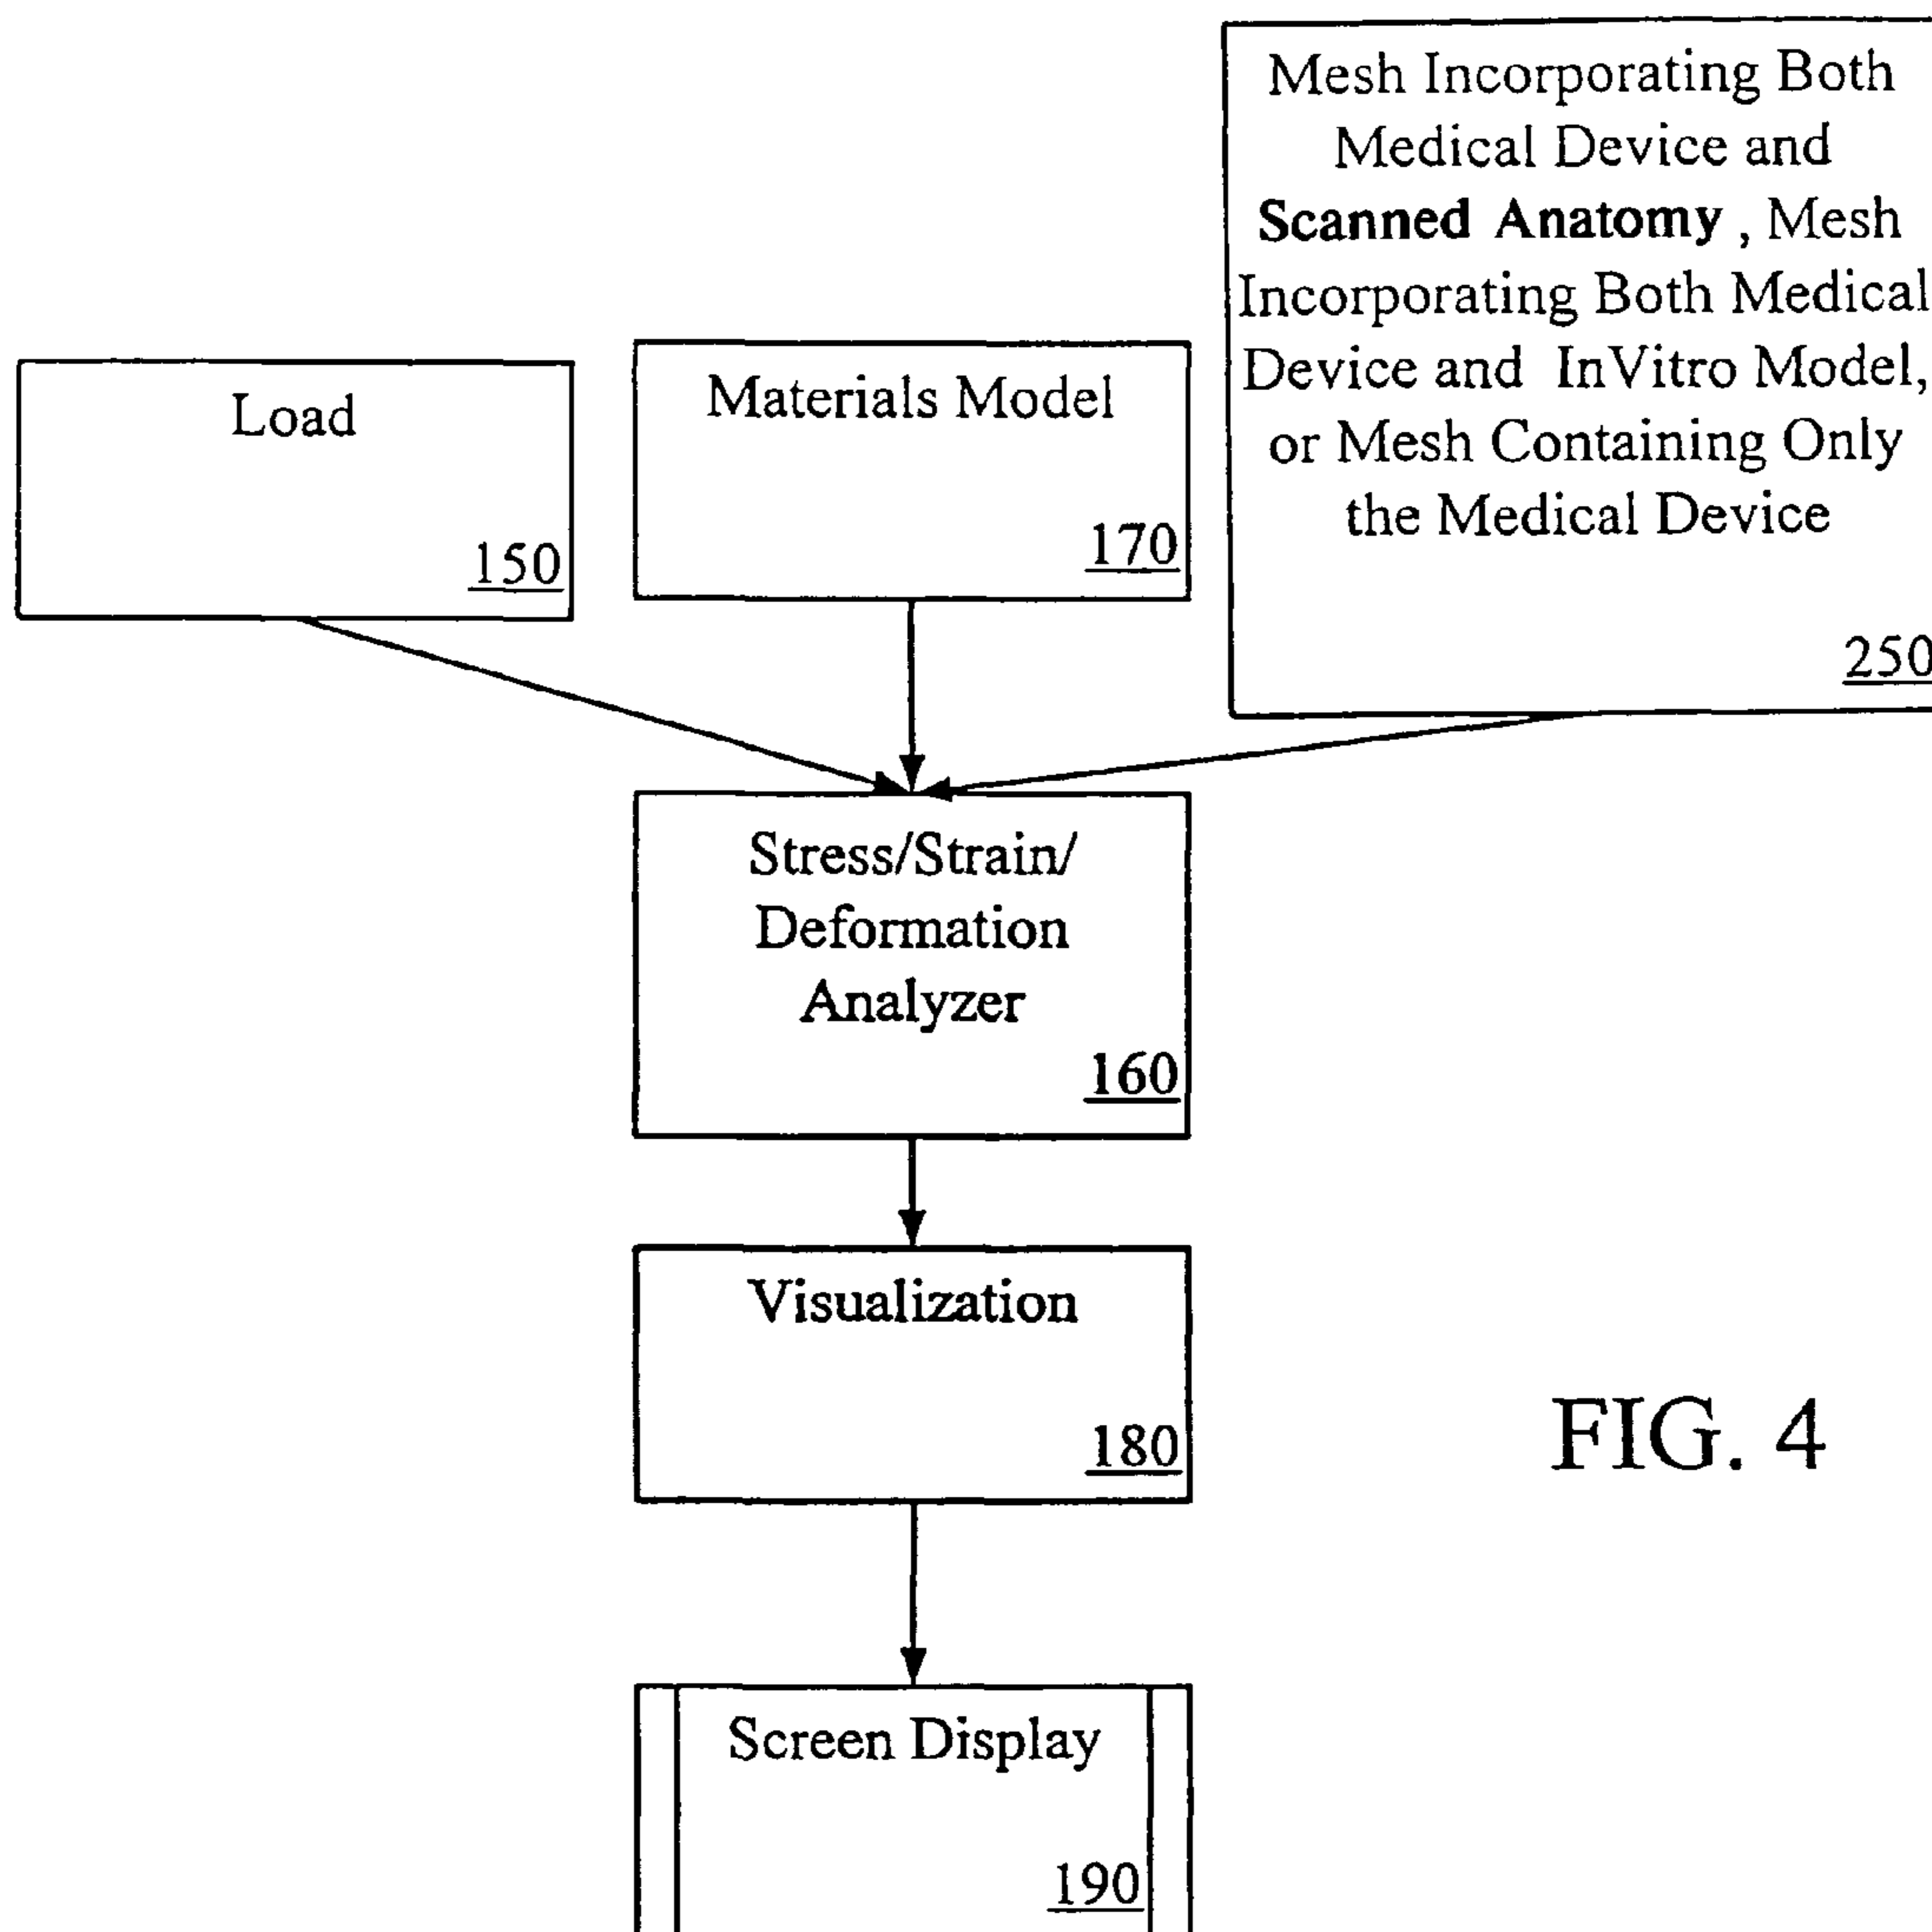 Mesh Incorporating Both
Medical Device and
Scanned Anatomy , Mesh
Incorporating Both Medical
Device and InVitro Model,
or Mesh Containing Only
the Medical Device
250
Load
150
Materials Model
170
Stress/Strain/
Deformation
Analyzer
160
Visualization
180
FIG. 4
Screen Display
190